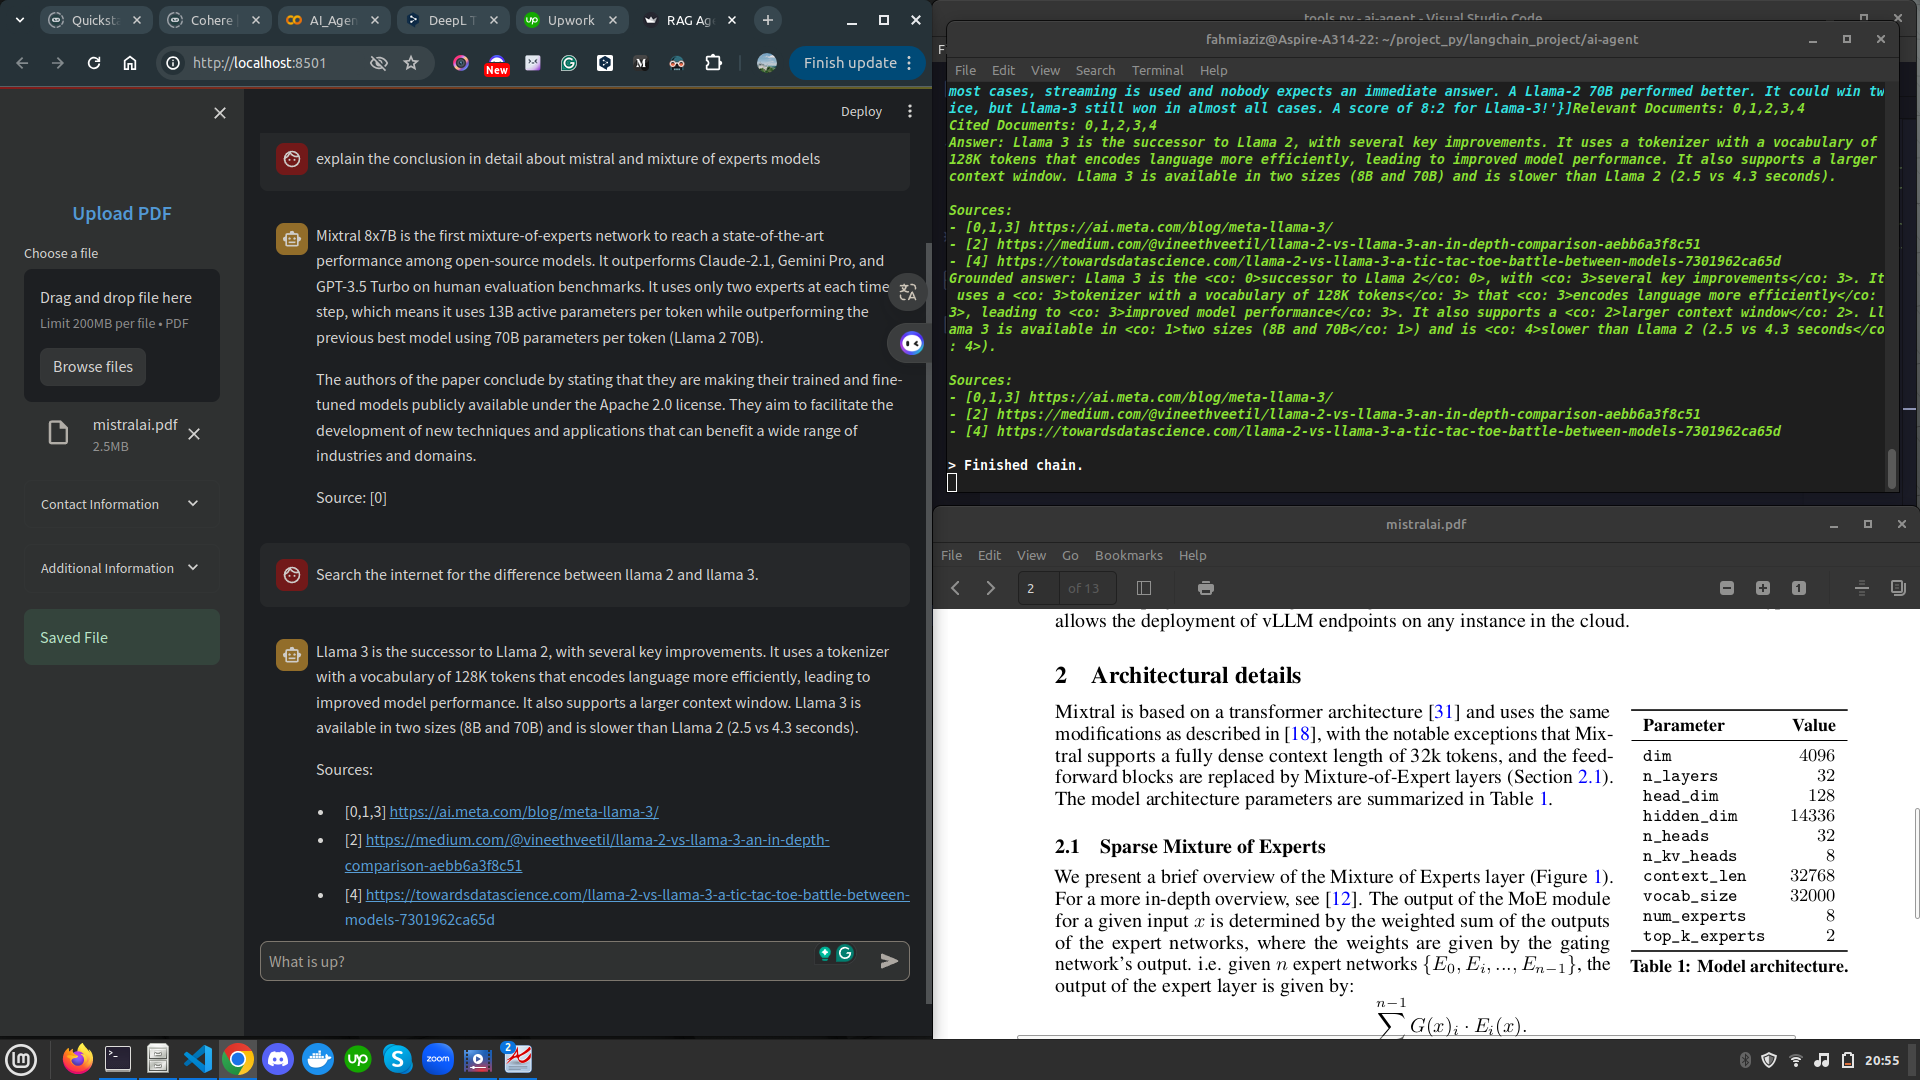 Quicksta
Cohere
AI_Agen
DeepL T
Upwork
RAG Age
http://localhost:8501
New
Finish update
Deploy
Upload PDF
Choose a file
Drag and drop file here
Limit 200MB per file • PDF
Browse files
mistralai.pdf
2.5MB
Contact Information
Additional Information
Saved File
explain the conclusion in detail about mistral and mixture of experts models
Mixtral 8x7B is the first mixture-of-experts network to reach a state-of-the-art
performance among open-source models. It outperforms Claude-2.1, Gemini Pro, and
GPT-3.5 Turbo on human evaluation benchmarks. It uses only two experts at each time
step, which means it uses 13B active parameters per token while outperforming the
previous best model using 70B parameters per token (Llama 2 70B).
The authors of the paper conclude by stating that they are making their trained and fine-
tuned models publicly available under the Apache 2.0 license. They aim to facilitate the
development of new techniques and applications that can benefit a wide range of
industries and domains.
Source: [0]
Search the internet for the difference between llama 2 and llama 3.
Llama 3 is the successor to Llama 2, with several key improvements. It uses a tokenizer
with a vocabulary of 128K tokens that encodes language more efficiently, leading to
improved model performance. It also supports a larger context window. Llama 3 is
available in two sizes (8B and 70B) and is slower than Llama 2 (2.5 vs 4.3 seconds).
Sources:
• [0,1,3] https://ai.meta.com/blog/meta-llama-3/
• [2] https://medium.com/@vineethveetil/llama-2-vs-llama-3-an-in-depth-
comparison-aebb6a3f8c51
• [4] https://towardsdatascience.com/llama-2-vs-llama-3-a-tic-tac-toe-battle-between-
models-7301962ca65d
What is up?
tools.py - ai-agent - Visual Studio Code
F
fahmiaziz@Aspire-A314-22: ~/project_py/langchain_project/ai-agent
File Edit View Search Terminal Help
most cases, streaming is used and nobody expects an immediate answer. A Llama-2 70B performed better. It could win tw
ice, but Llama-3 still won in almost all cases. A score of 8:2 for Llama-3!'}]Relevant Documents: 0,1,2,3,4
Cited Documents: 0,1,2,3,4
Answer: Llama 3 is the successor to Llama 2, with several key improvements. It uses a tokenizer with a vocabulary of
128K tokens that encodes language more efficiently, leading to improved model performance. It also supports a larger
context window. Llama 3 is available in two sizes (8B and 70B) and is slower than Llama 2 (2.5 vs 4.3 seconds).
Sources:
- [0,1,3] https://ai.meta.com/blog/meta-llama-3/
- [2] https://medium.com/@vineethveetil/llama-2-vs-llama-3-an-in-depth-comparison-aebb6a3f8c51
- [4] https://towardsdatascience.com/llama-2-vs-llama-3-a-tic-tac-toe-battle-between-models-7301962ca65d
Grounded answer: Llama 3 is the <co: 0>successor to Llama 2</co: 0>, with <co: 3>several key improvements</co: 3>. It
uses a <co: 3>tokenizer with a vocabulary of 128K tokens</co: 3> that <co: 3>encodes language more efficiently</co:
3>, leading to <co: 3>improved model performance</co: 3>. It also supports a <co: 2>larger context window</co: 2>. Ll
ama 3 is available in <co: 1>two sizes (8B and 70B</co: 1>) and is <co: 4>slower than Llama 2 (2.5 vs 4.3 seconds</co
: 4>).
Sources:
- [0,1,3] https://ai.meta.com/blog/meta-llama-3/
- [2] https://medium.com/@vineethveetil/llama-2-vs-llama-3-an-in-depth-comparison-aebb6a3f8c51
- [4] https://towardsdatascience.com/llama-2-vs-llama-3-a-tic-tac-toe-battle-between-models-7301962ca65d
> Finished chain.
mistralai.pdf
File Edit View Go Bookmarks Help
2 of 13
allows the deployment of vLLM endpoints on any instance in the cloud.
2 Architectural details
Mixtral is based on a transformer architecture [31] and uses the same
modifications as described in [18], with the notable exceptions that Mix-
tral supports a fully dense context length of 32k tokens, and the feed-
forward blocks are replaced by Mixture-of-Expert layers (Section 2.1).
The model architecture parameters are summarized in Table 1.
2.1 Sparse Mixture of Experts
We present a brief overview of the Mixture of Experts layer (Figure 1).
For a more in-depth overview, see [12]. The output of the MoE module
for a given input x is determined by the weighted sum of the outputs
of the expert networks, where the weights are given by the gating
network's output. i.e. given n expert networks {E₀, Eᵢ, ..., Eₙ₋₁}, the
output of the expert layer is given by:
n−1
∑ G(x)ᵢ · Eᵢ(x).
Parameter Value
dim 4096
n_layers 32
head_dim 128
hidden_dim 14336
n_heads 32
n_kv_heads 8
context_len 32768
vocab_size 32000
num_experts 8
top_k_experts 2
Table 1: Model architecture.
up
zoom
2
20:55